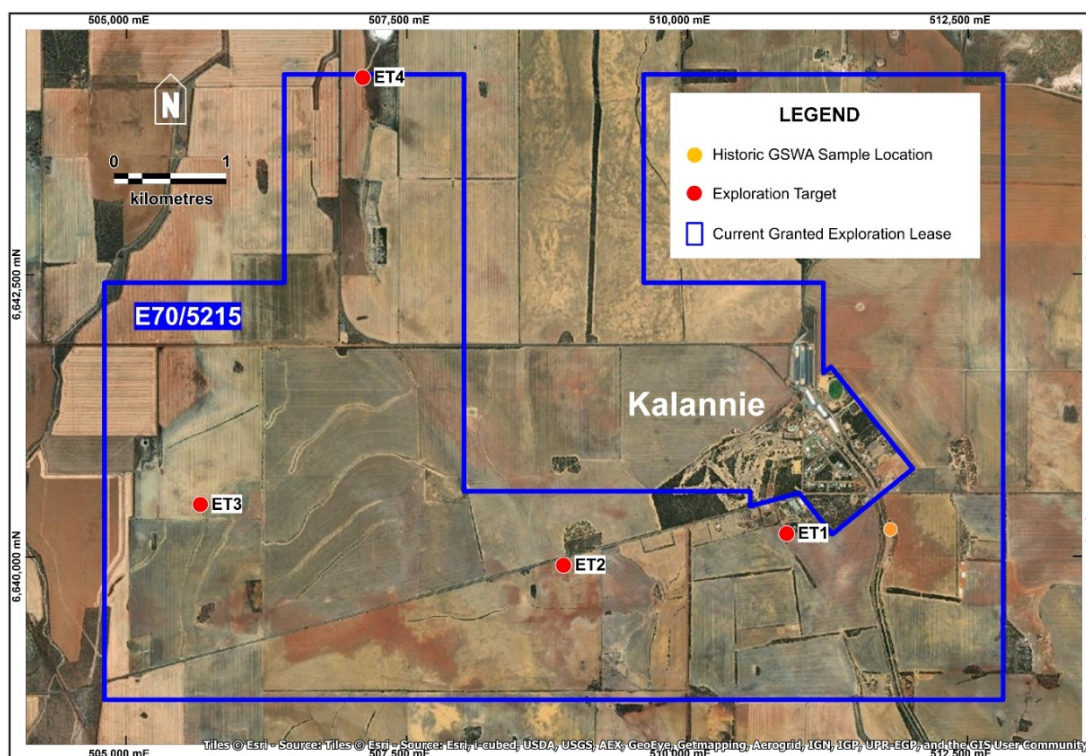 505,000 mE
507,500 mE
510,000 mE
512,500 mE
ET4
N
0 1
kilometres
LEGEND
Historic GSWA Sample Location
Exploration Target
Current Granted Exploration Lease
6,642,500 mN
E70/5215
Kalannie
ET3
ET1
ET2
6,640,000 mN
Tiles © Esri - Source: Tiles © Esri - Source: Esri, i-cubed, USDA, USGS, AEX, GeoEye, Getmapping, Aerogrid, IGN, IGP, UPR-EGP, and the GIS User Community
505,000 mE
507,500 mE
510,000 mE
512,500 mE